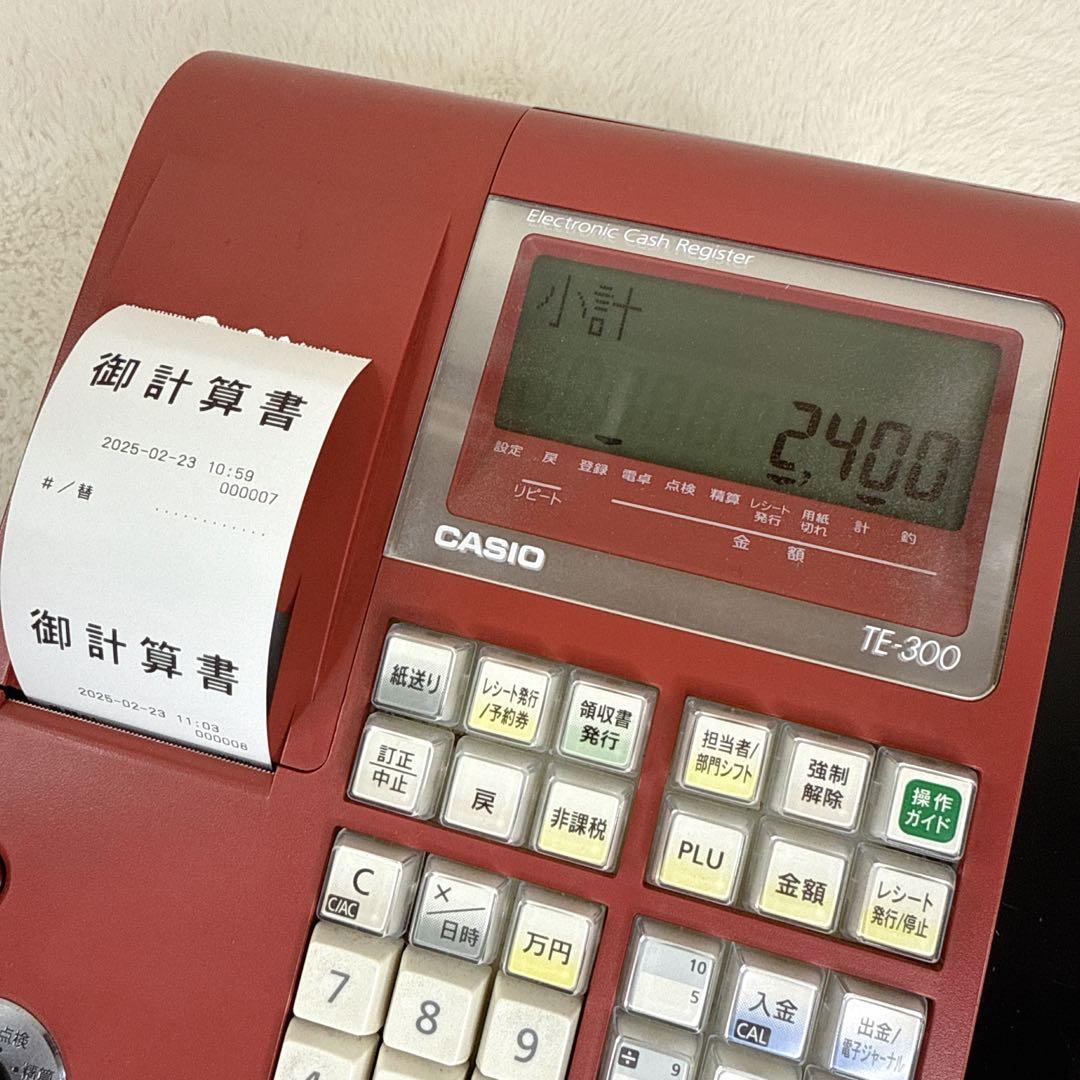 御計算書
2025-02-23 10:59
000007
#／替
............
御計算書
2025-02-23 11:03
000008
Electronic Cash Register
小計
2,400
設定 戻 登録 電卓 点検 精算 レシート発行 用紙切れ 計 釣
リピート
金額
CASIO
TE-300
紙送り
レシート発行
/予約券
領収書
発行
訂正
中止
戻
非課税
担当者/
部門シフト
強制
解除
操作
ガイド
PLU
金額
レシート
発行/停止
C
C/AC
×
日時
万円
7
8
9
10
5
入金
CAL
出金/
電子ジャーナル
÷
9
点検
精算